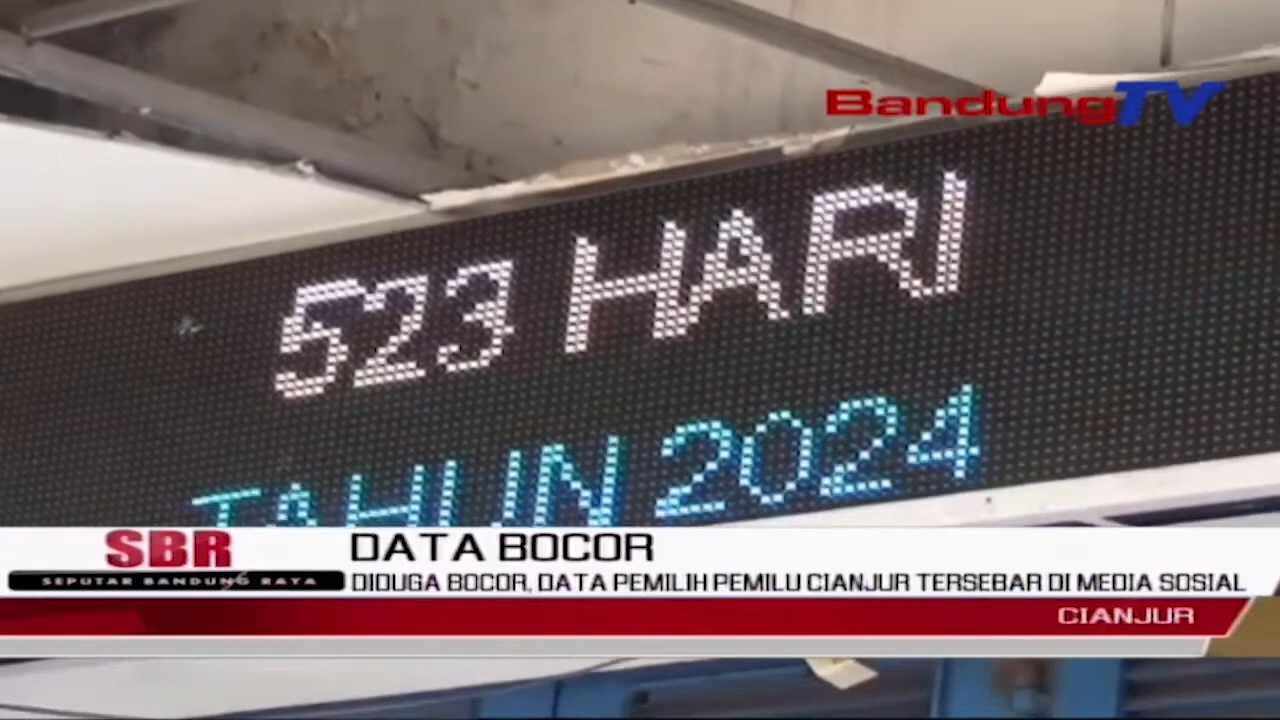 BandungTV
523 HARI
TAHUN 2024
SBR
SEPUTAR BANDUNG RAYA
DATA BOCOR
DIDUGA BOCOR, DATA PEMILIH PEMILU CIANJUR TERSEBAR DI MEDIA SOSIAL
CIANJUR